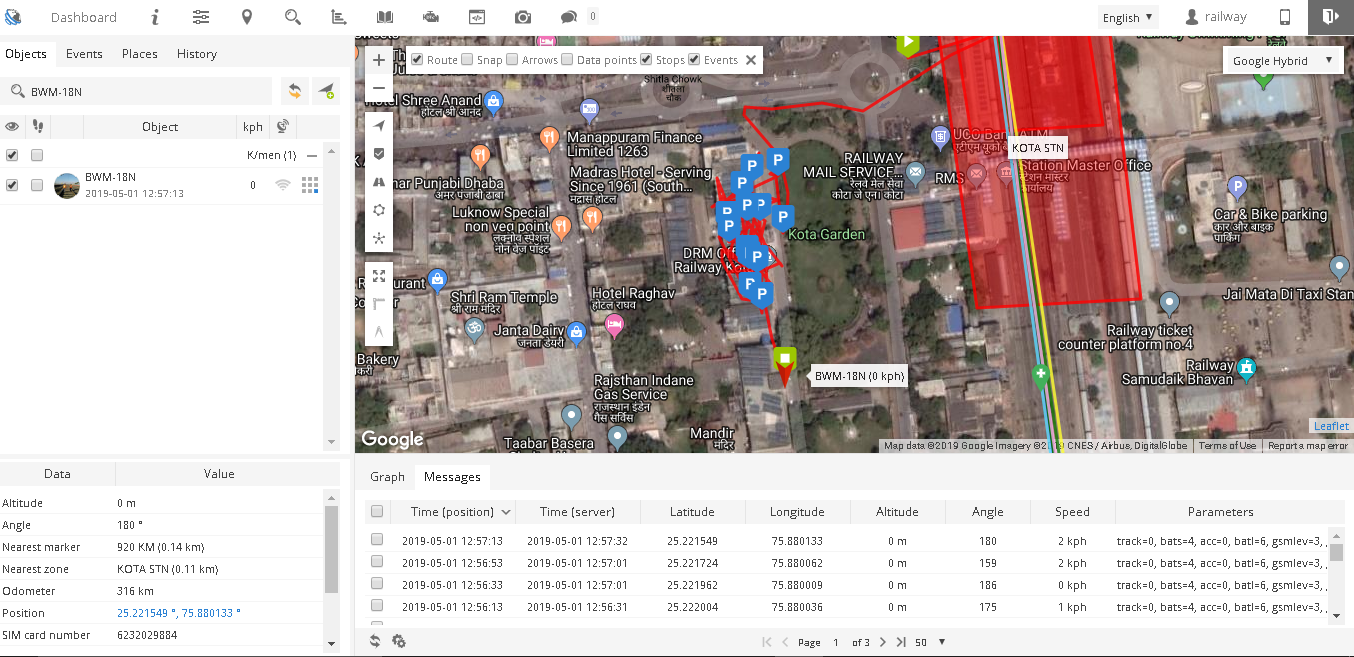 Dashboard
0
English
railway
Objects
Events
Places
History
BWM-18N
Object
kph
K/men (1)
BWM-18N
2019-05-01 12:57:13
0
Route
Snap
Arrows
Data points
Stops
Events
Google Hybrid
Shitla Chowk
शीतला
चौक
Hotel Shree Anand
होटल श्री आनंद
Manappuram Finance
Limited 1263
Madras Hotel - Serving
Since 1961 (South...
मद्रास होटल
Punjabi Dhaba
अमर पंजाबी ढाबा
Luknow Special
non veg point
लक्नोव स्पेशल
नोन वेज पॉइंट
RAILWAY
MAIL SERVICE...
रेलवे मेल सेवा
UCO Bank ATM
KOTA STN
RMS
Station Master Office
स्टेशन मास्टर
कार्यालय
Car & Bike parking
कार और बाइक
पार्किंग
Kota Garden
DRM Off
Railway Ko
Jai Mata Di Taxi Stan
Shri Ram Temple
श्री राम मंदिर
Hotel Raghav
होटल राघव
Janta Dairy
जनता डेयरी
Railway ticket
counter platform no.4
Railway
Samudaik Bhavan
Bakery
BWM-18N (0 kph)
Rajsthan Indane
Gas Service
राजस्थान इंडेन
गैस सर्विस
Taabar Basera
Mandir
मंदिर
Google
Leaflet
Map data ©2019 Google Imagery ©2019 CNES / Airbus, DigitalGlobe
Terms of Use
Report a map error
Data
Value
Altitude
0 m
Angle
180 °
Nearest marker
920 KM (0.14 km)
Nearest zone
KOTA STN (0.11 km)
Odometer
316 km
Position
25.221549 °, 75.880133 °
SIM card number
6232029884
Graph
Messages
Time (position)
Time (server)
Latitude
Longitude
Altitude
Angle
Speed
Parameters
2019-05-01 12:57:13 2019-05-01 12:57:32 25.221549 75.880133 0 m 180 2 kph track=0, bats=4, acc=0, batl=6, gsmlev=3,
2019-05-01 12:56:53 2019-05-01 12:57:01 25.221724 75.880062 0 m 159 2 kph track=0, bats=4, acc=0, batl=6, gsmlev=3,
2019-05-01 12:56:33 2019-05-01 12:57:01 25.221962 75.880009 0 m 186 0 kph track=0, bats=4, acc=0, batl=6, gsmlev=3,
2019-05-01 12:56:13 2019-05-01 12:56:31 25.222004 75.880036 0 m 175 1 kph track=0, bats=4, acc=0, batl=6, gsmlev=3,
Page 1 of 3
50